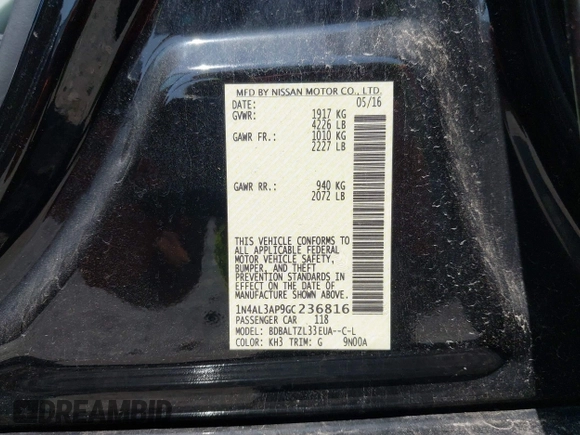 MFD BY NISSAN MOTOR CO., LTD.
DATE: 05/16
GVWR: 1917 KG
4226 LB
GAWR FR.: 1010 KG
2227 LB
GAWR RR.: 940 KG
2072 LB
THIS VEHICLE CONFORMS TO
ALL APPLICABLE FEDERAL
MOTOR VEHICLE SAFETY,
BUMPER, AND THEFT
PREVENTION STANDARDS IN
EFFECT ON THE DATE OF
MANUFACTURE SHOWN ABOVE.
1N4AL3AP9GC236816
PASSENGER CAR 118
MODEL: BDBALTZL33EUA--C-L
COLOR: KH3 TRIM: G 9N00A
DREAMBID